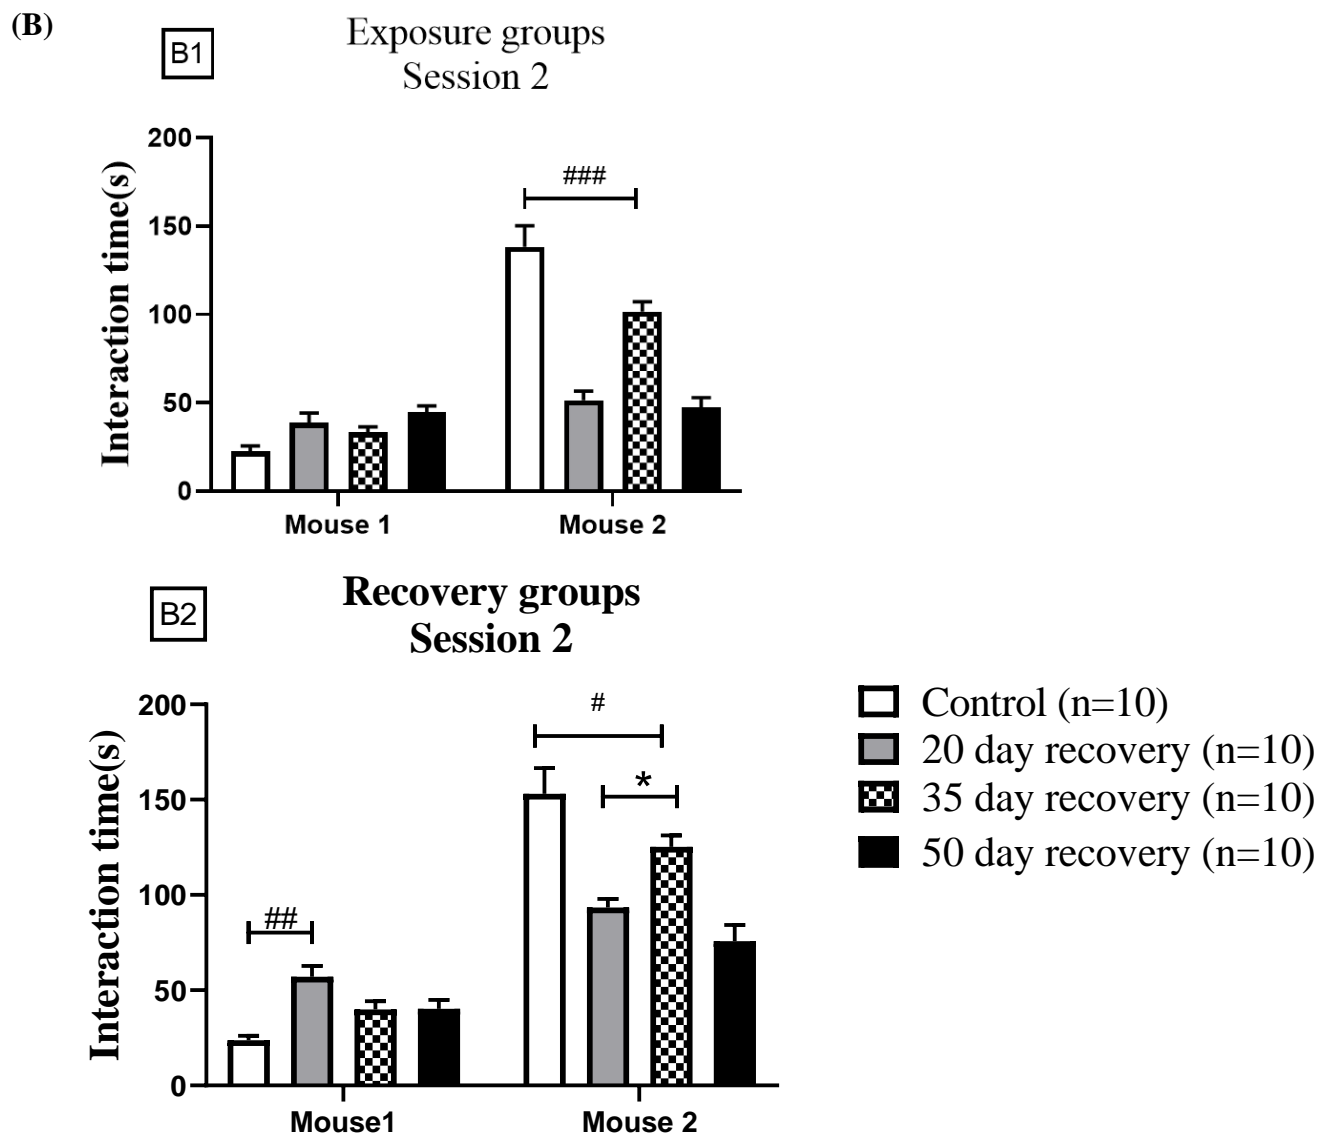 (B)
B1
Exposure groups
Session 2
Interaction time(s)
200
150
100
50
0
###
Mouse 1
Mouse 2
B2
Recovery groups
Session 2
Interaction time(s)
200
150
100
50
0
##
#
*
Mouse1
Mouse 2
Control (n=10)
20 day recovery (n=10)
35 day recovery (n=10)
50 day recovery (n=10)